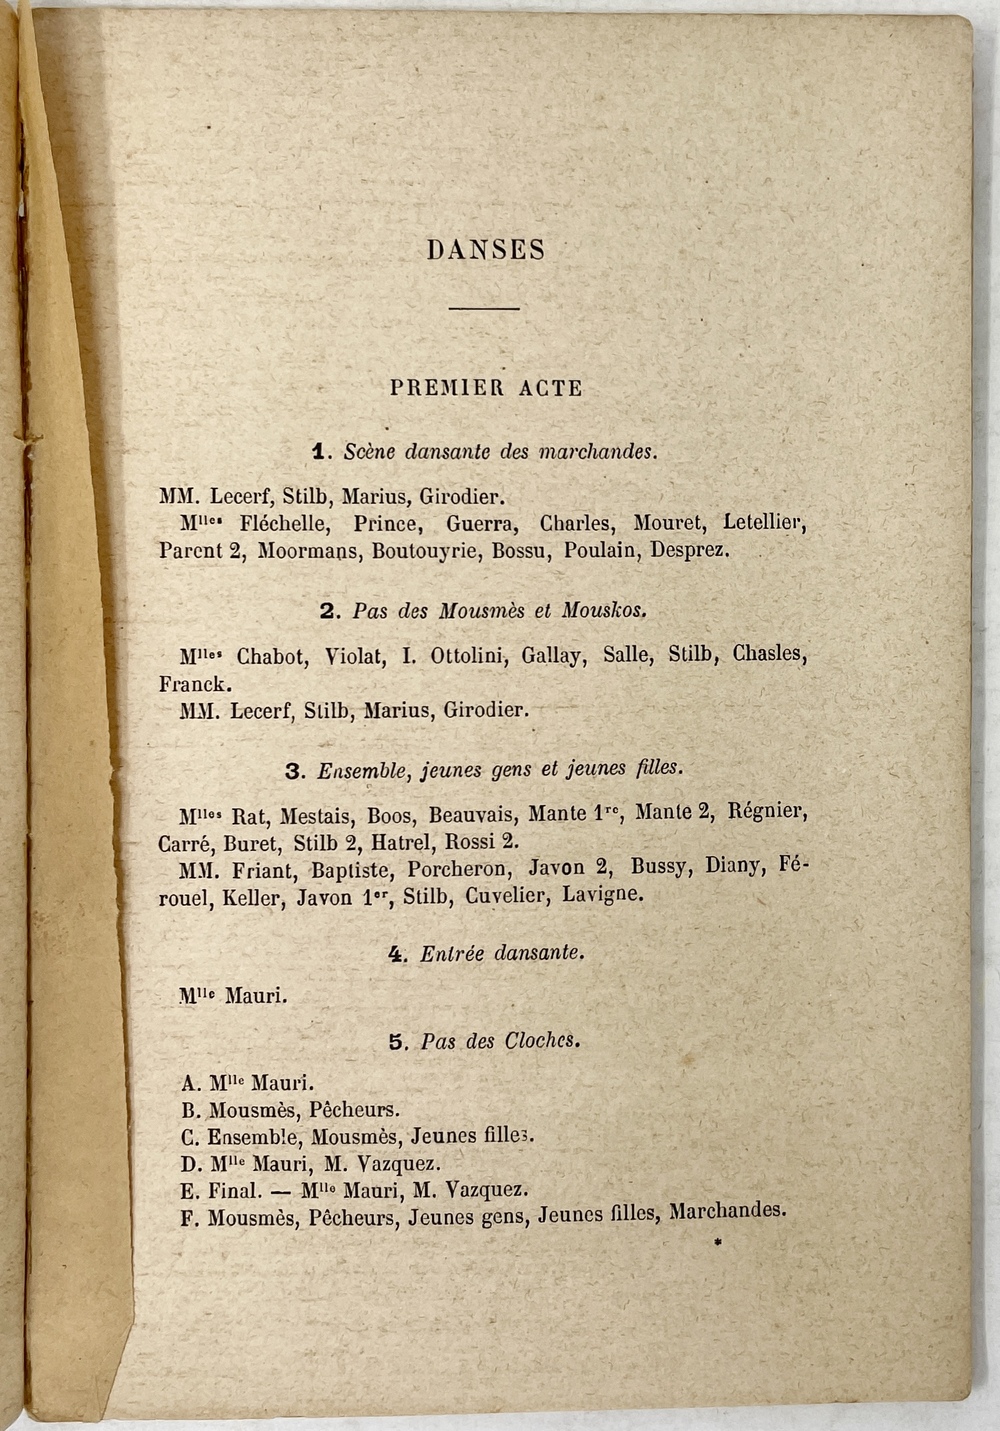 DANSES
PREMIER ACTE
1. Scène dansante des marchandes.
MM. Lecerf, Stilb, Marius, Girodier.
Mlles Fléchelle, Prince, Guerra, Charles, Mouret, Letellier,
Parent 2, Moormans, Boutouyrie, Bossu, Poulain, Desprez.
2. Pas des Mousmès et Mouskos.
Mlles Chabot, Violat, I. Ottolini, Gallay, Salle, Stilb, Chasles,
Franck.
MM. Lecerf, Stilb, Marius, Girodier.
3. Ensemble, jeunes gens et jeunes filles.
Mlles Rat, Mestais, Boos, Beauvais, Mante 1re, Mante 2, Régnier,
Carré, Buret, Stilb 2, Hatrel, Rossi 2.
MM. Friant, Baptiste, Porcheron, Javon 2, Bussy, Diany, Fé-
rouel, Keller, Javon 1er, Stilb, Cuvelier, Lavigne.
4. Entrée dansante.
Mlle Mauri.
5. Pas des Cloches.
A. Mlle Mauri.
B. Mousmès, Pêcheurs.
C. Ensemble, Mousmès, Jeunes filles.
D. Mlle Mauri, M. Vazquez.
E. Final. — Mlle Mauri, M. Vazquez.
F. Mousmès, Pêcheurs, Jeunes gens, Jeunes filles, Marchandes.
*